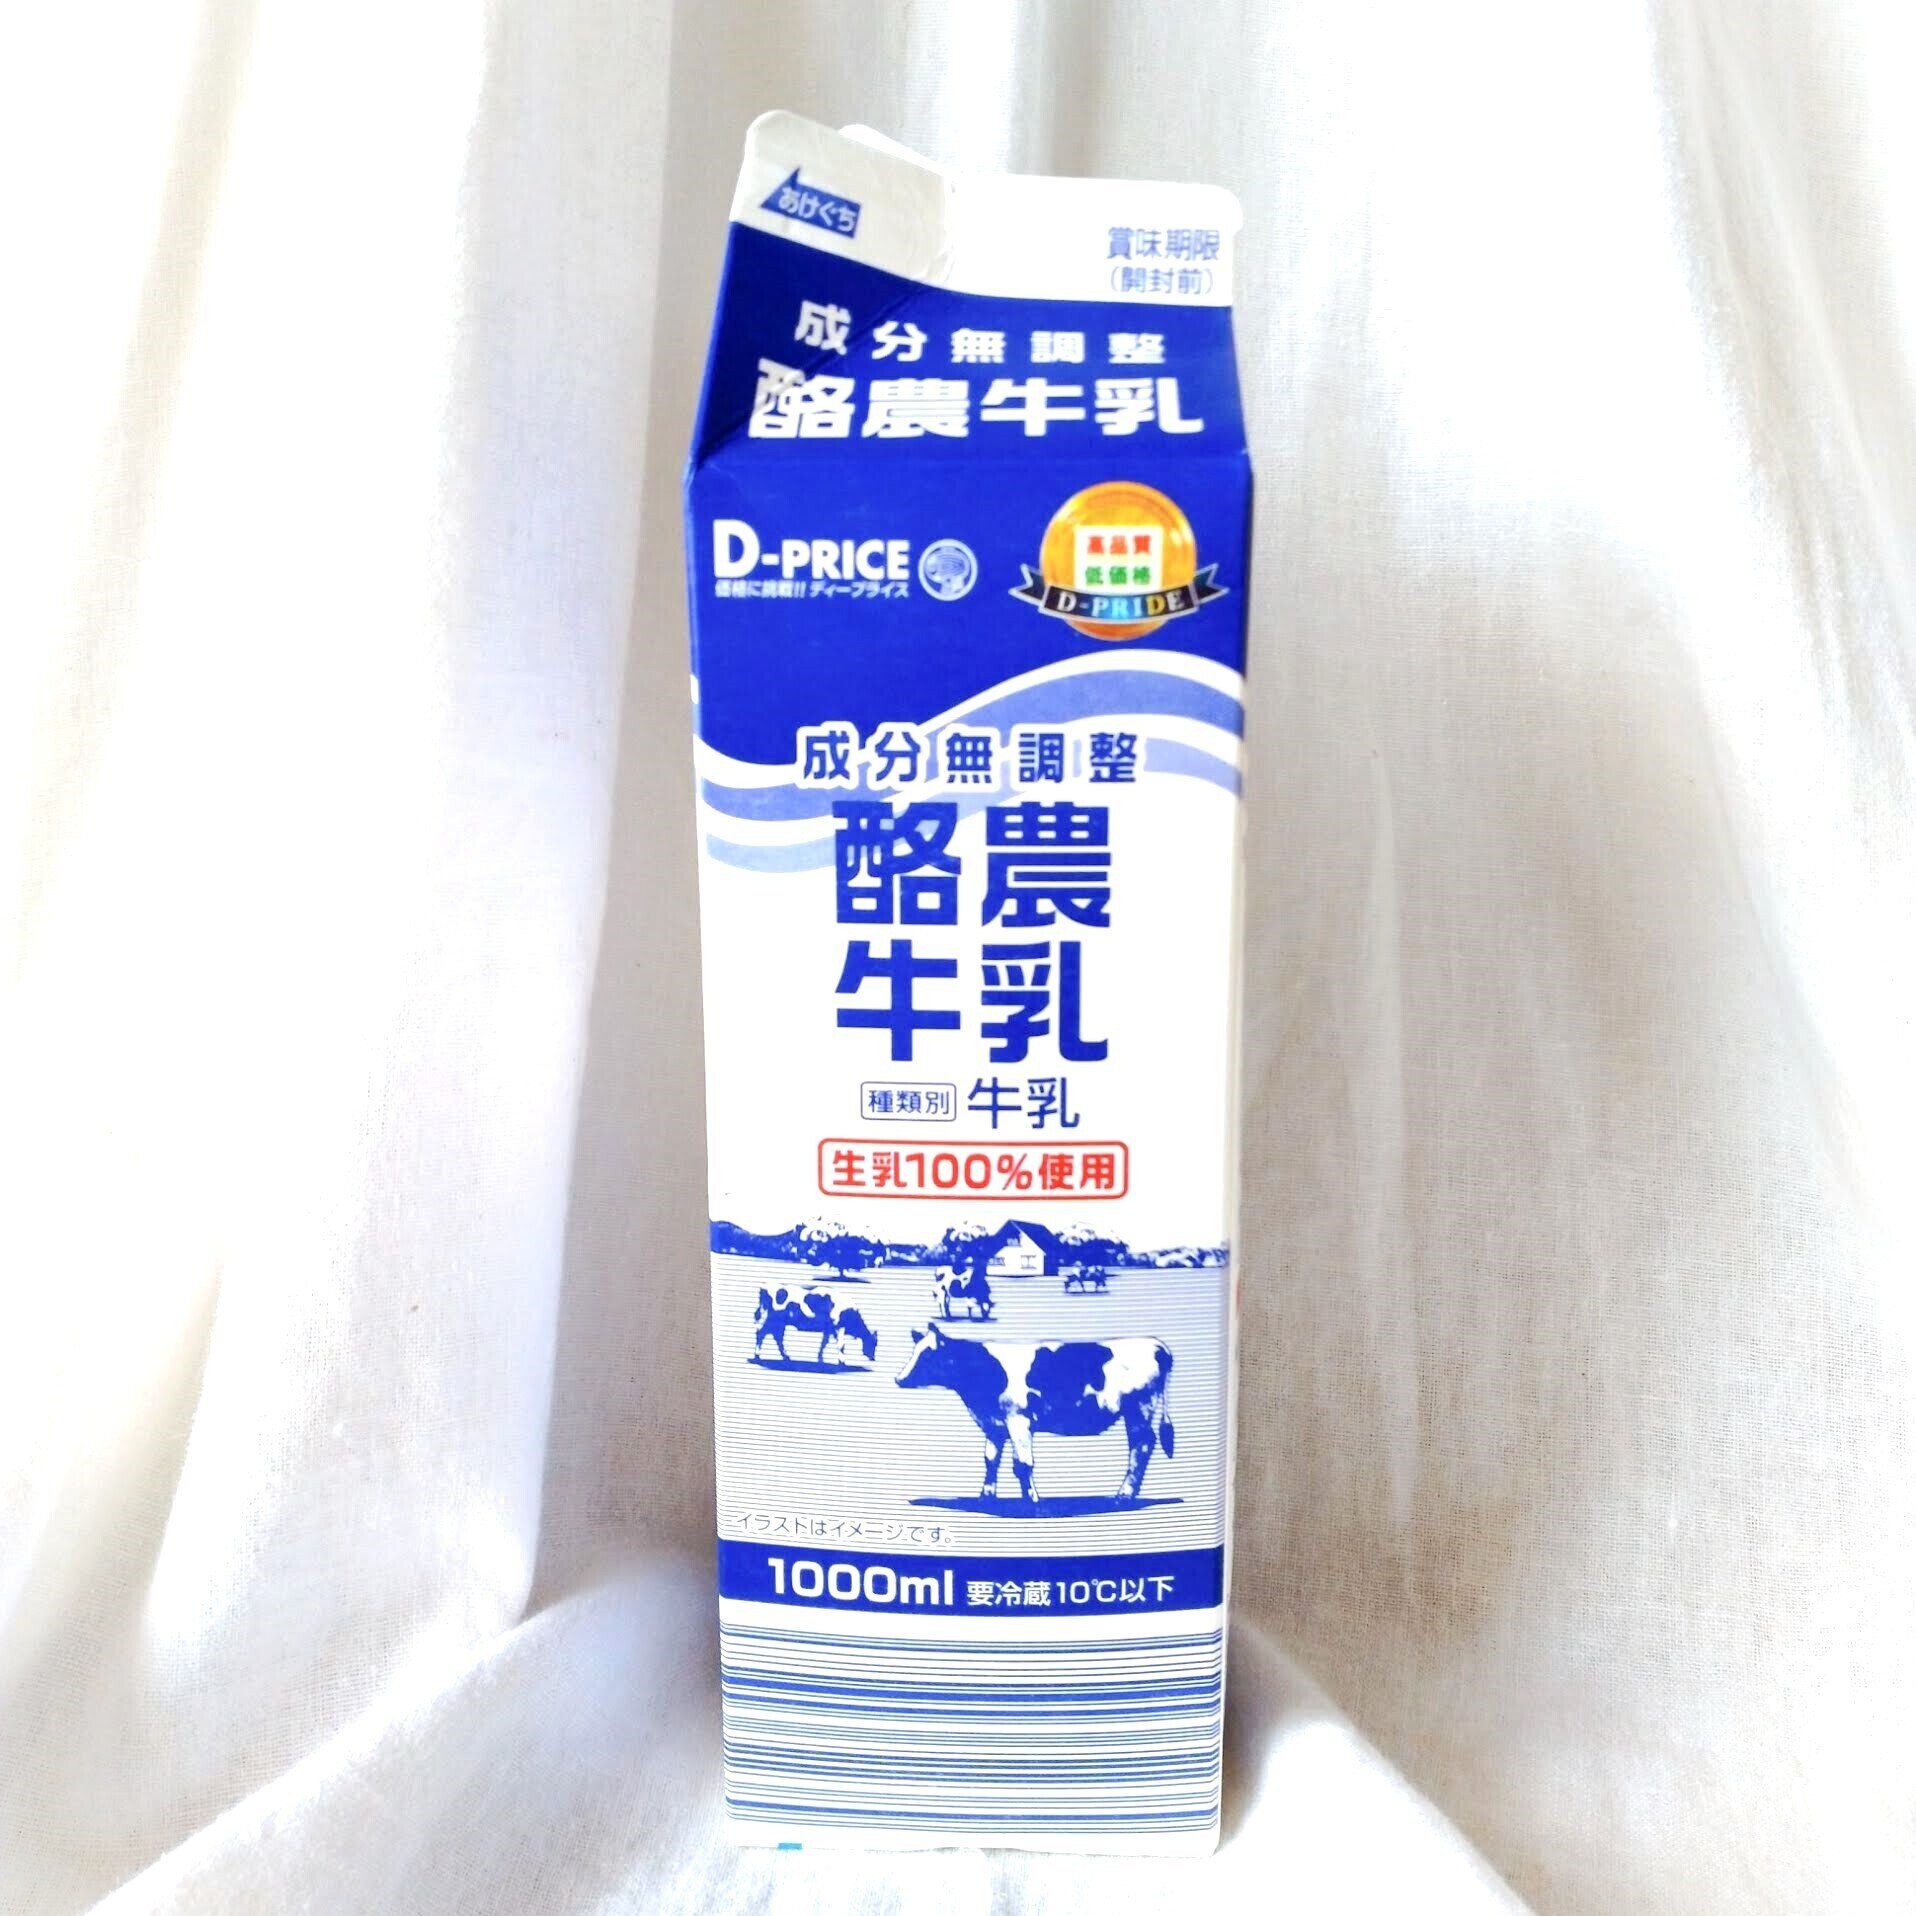 あけぐち
賞味期限
(開封前)
成分無調整
酪農牛乳
D-PRICE
価格に挑戦!! ディープライス
高品質
低価格
D-PRIDE
成分無調整
酪農
牛乳
種類別 牛乳
生乳100%使用
イラストはイメージです。
1000ml 要冷蔵10℃以下